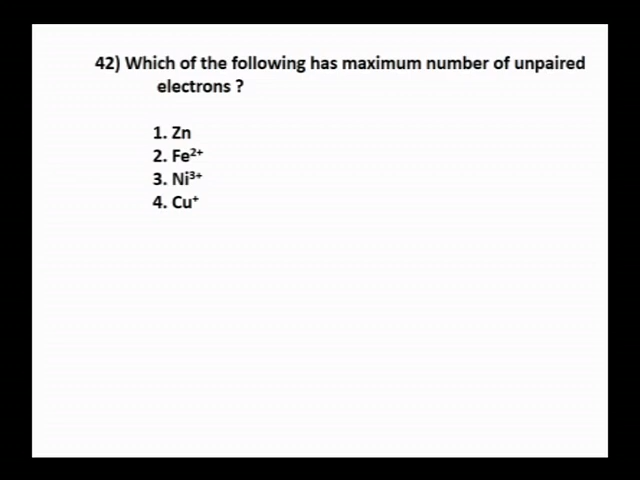 42) Which of the following has maximum number of unpaired
electrons ?
1. Zn
2. Fe²⁺
3. Ni³⁺
4. Cu⁺